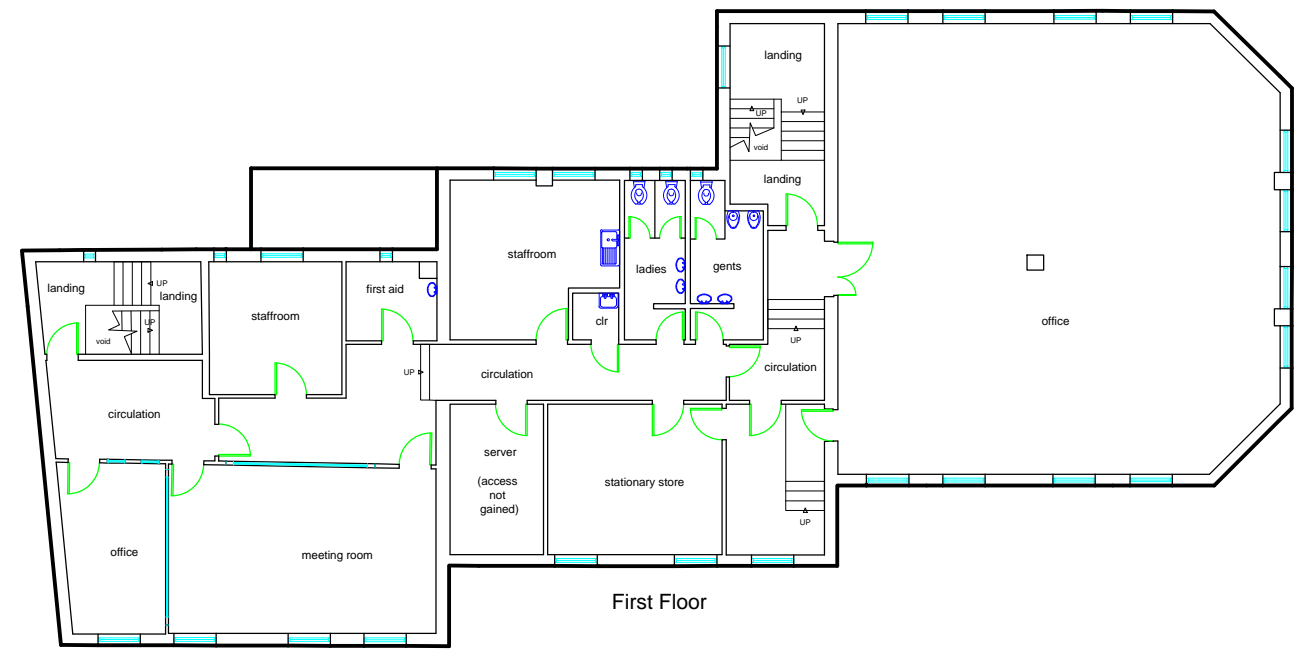 landing
UP
UP
void
landing
staffroom
ladies
gents
landing
UP
landing
UP
void
staffroom
first aid
clr
office
UP
UP
circulation
circulation
circulation
server
(access
not
gained)
stationary store
UP
office
meeting room
First Floor